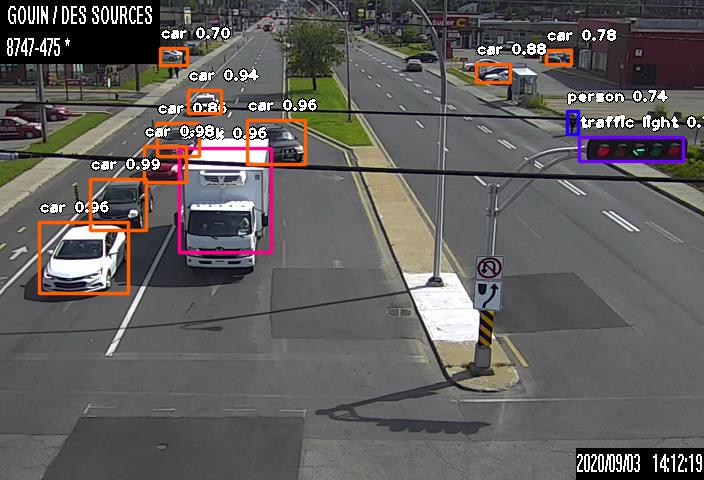 GOUIN / DES SOURCES
8747-475 *
car 0.70
car 0.78
car 0.88
car 0.94
person 0.74
car 0.96
traffic light 0.7
car 0.98
k 0.96
car 0.99
car 0.96
2020/09/03 14:12:19